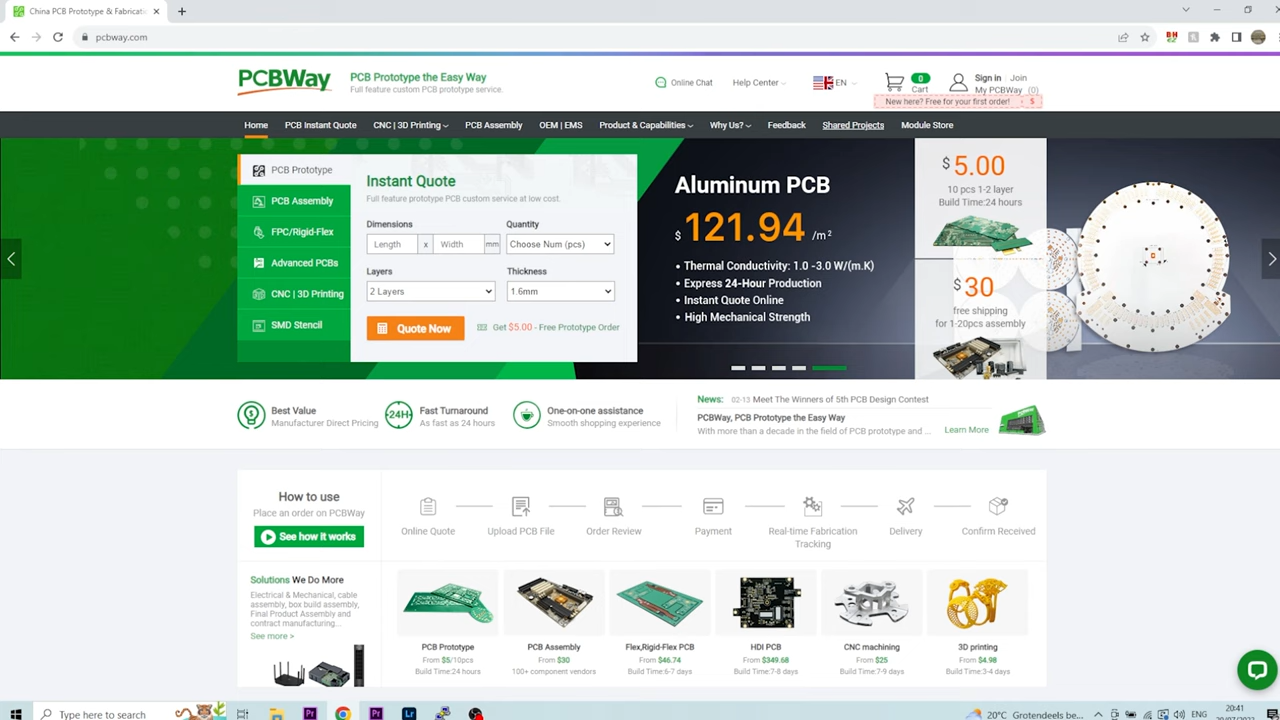 China PCB Prototype & Fabricatio
pcbway.com
PCBWay
PCB Prototype the Easy Way
Full feature custom PCB prototype service.
Online Chat
Help Center
EN
0
Cart
Sign in Join
My PCBWay (0)
New here? Free for your first order! $
Home
PCB Instant Quote
CNC | 3D Printing
PCB Assembly
OEM | EMS
Product & Capabilities
Why Us?
Feedback
Shared Projects
Module Store
PCB Prototype
PCB Assembly
FPC/Rigid-Flex
Advanced PCBs
CNC | 3D Printing
SMD Stencil
Instant Quote
Full feature prototype PCB custom service at low cost.
Dimensions
Quantity
Length x Width mm
Choose Num (pcs)
Layers
Thickness
2 Layers
1.6mm
Quote Now
Get $5.00 - Free Prototype Order
Aluminum PCB
$ 121.94 /m²
• Thermal Conductivity: 1.0 -3.0 W/(m.K)
• Express 24-Hour Production
• Instant Quote Online
• High Mechanical Strength
$ 5.00
10 pcs 1-2 layer
Build Time:24 hours
$ 30
free shipping
for 1-20pcs assembly
Best Value
Manufacturer Direct Pricing
24H
Fast Turnaround
As fast as 24 hours
One-on-one assistance
Smooth shopping experience
News: 02-13 Meet The Winners of 5th PCB Design Contest
PCBWay, PCB Prototype the Easy Way
With more than a decade in the field of PCB prototype and ...
Learn More
How to use
Place an order on PCBWay
See how it works
Online Quote
Upload PCB File
Order Review
Payment
Real-time Fabrication
Tracking
Delivery
Confirm Received
Solutions We Do More
Electrical & Mechanical, cable
assembly, box build assembly,
Final Product Assembly and
contract manufacturing...
See more >
PCB Prototype
From $5/10pcs
Build Time:24 hours
PCB Assembly
From $30
100+ component vendors
Flex,Rigid-Flex PCB
From $46.74
Build Time:6-7 days
HDI PCB
From $349.68
Build Time:7-8 days
CNC machining
From $25
Build Time:7-9 days
3D printing
From $4.98
Build Time:3-4 days
Type here to search
20°C Grotendeels be...
ENG
20:41